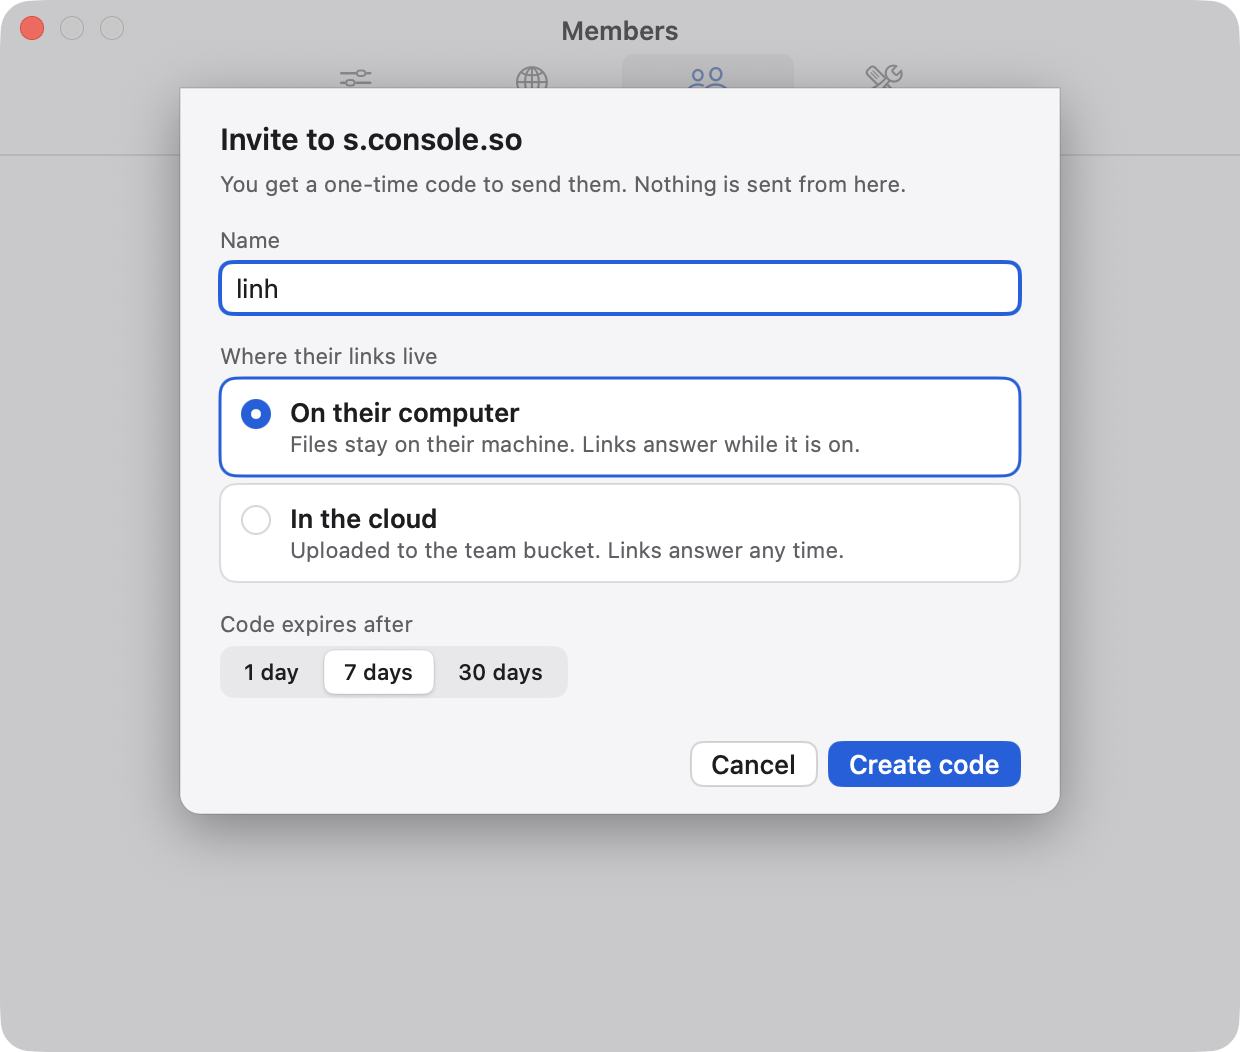 Members
Invite to s.console.so
You get a one-time code to send them. Nothing is sent from here.
Name
linh
Where their links live
On their computer
Files stay on their machine. Links answer while it is on.
In the cloud
Uploaded to the team bucket. Links answer any time.
Code expires after
1 day 7 days 30 days
Cancel Create code